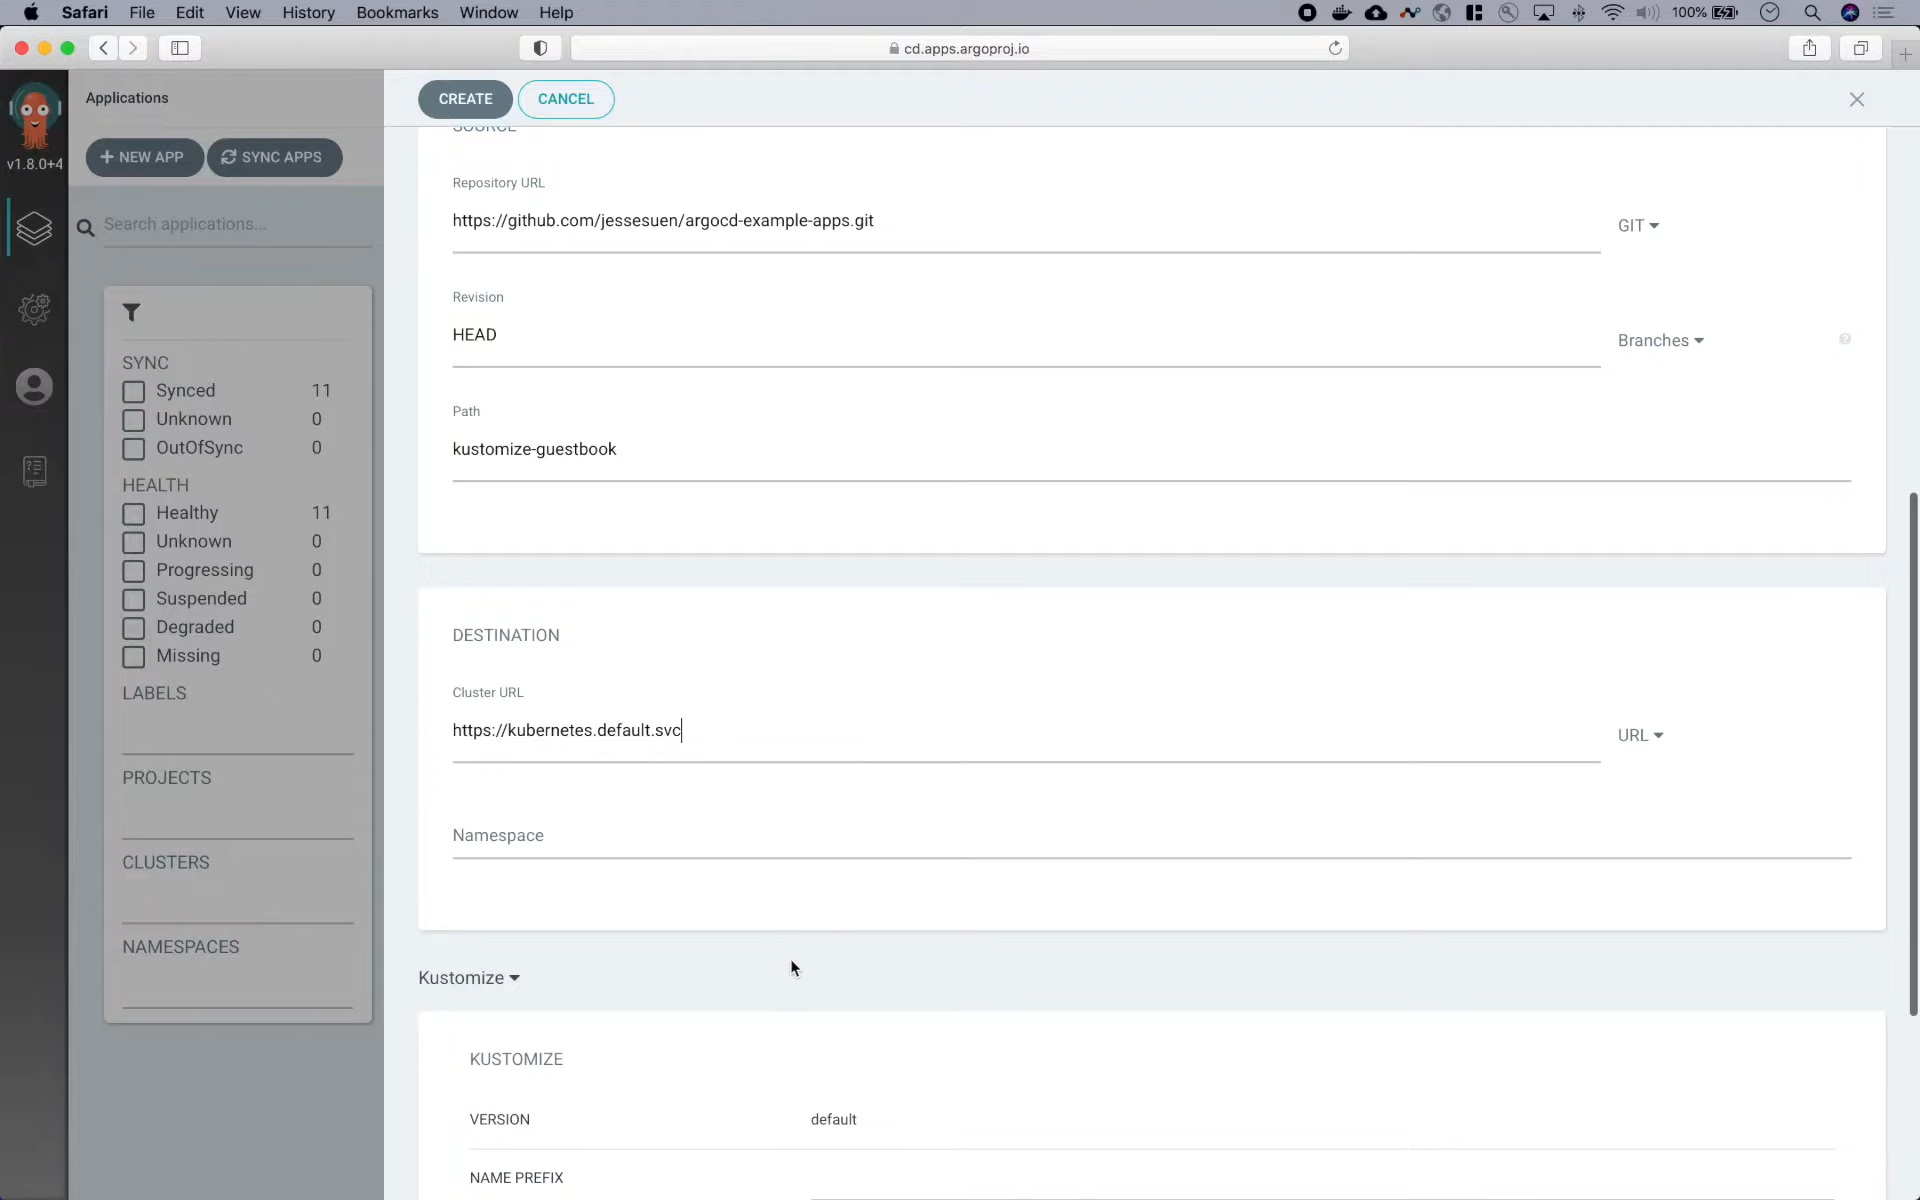 Safari File Edit View History Bookmarks Window Help 100%
cd.apps.argoproj.io
v1.8.0+4
Applications
NEW APP SYNC APPS
Search applications...
SYNC
Synced 11
Unknown 0
OutOfSync 0
HEALTH
Healthy 11
Unknown 0
Progressing 0
Suspended 0
Degraded 0
Missing 0
LABELS
PROJECTS
CLUSTERS
NAMESPACES
CREATE CANCEL
SOURCE
Repository URL
https://github.com/jessesuen/argocd-example-apps.git GIT
Revision
HEAD Branches
Path
kustomize-guestbook
DESTINATION
Cluster URL
https://kubernetes.default.svc URL
Namespace
Kustomize
KUSTOMIZE
VERSION default
NAME PREFIX